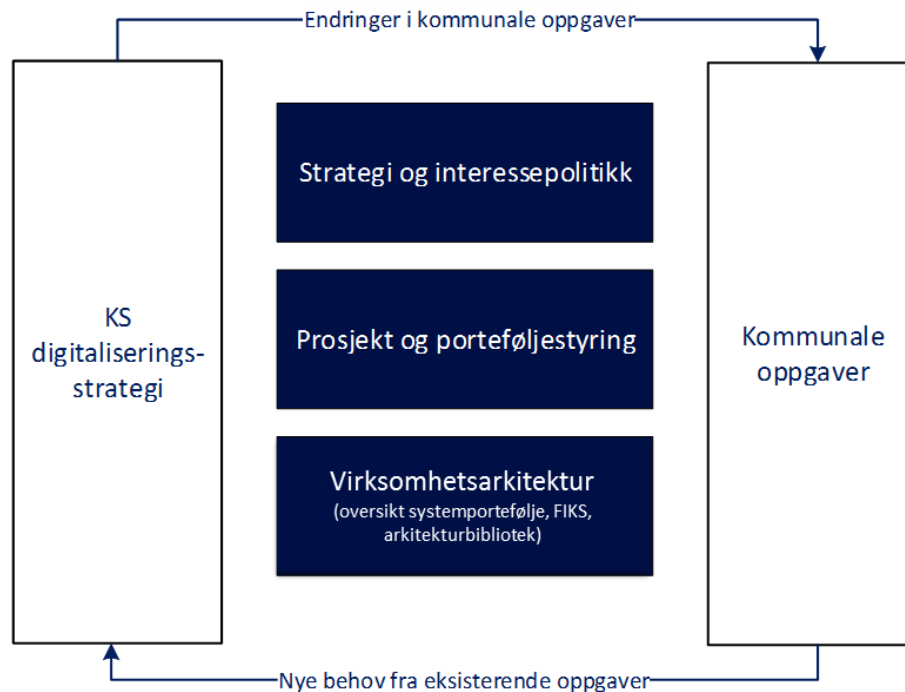 Endringer i kommunale oppgaver
KS
digitaliserings-
strategi
Strategi og interessepolitikk
Prosjekt og porteføljestyring
Virksomhetsarkitektur
(oversikt systemportefølje, FIKS,
arkitekturbibliotek)
Kommunale
oppgaver
Nye behov fra eksisterende oppgaver